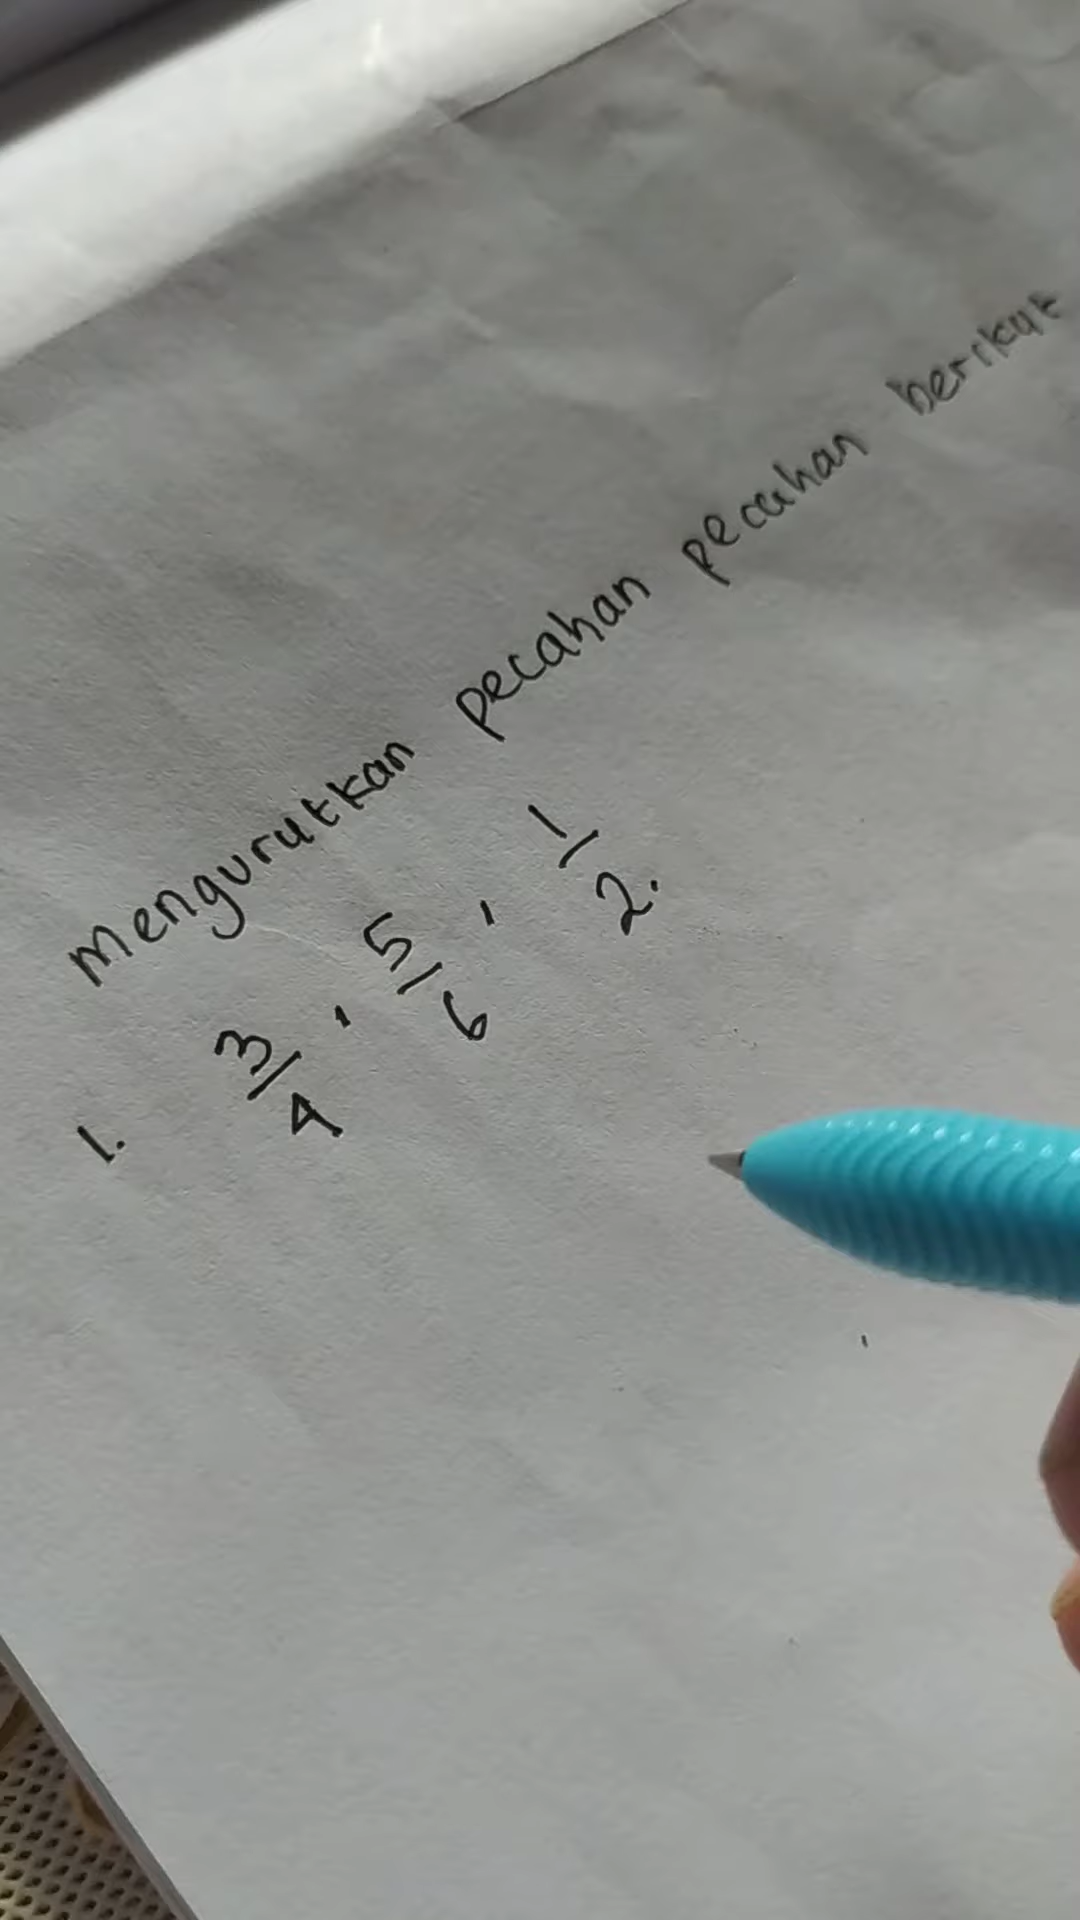 Mengurutkan pecahan pecahan berikut
1. 3/4 , 5/6 , 1/2.